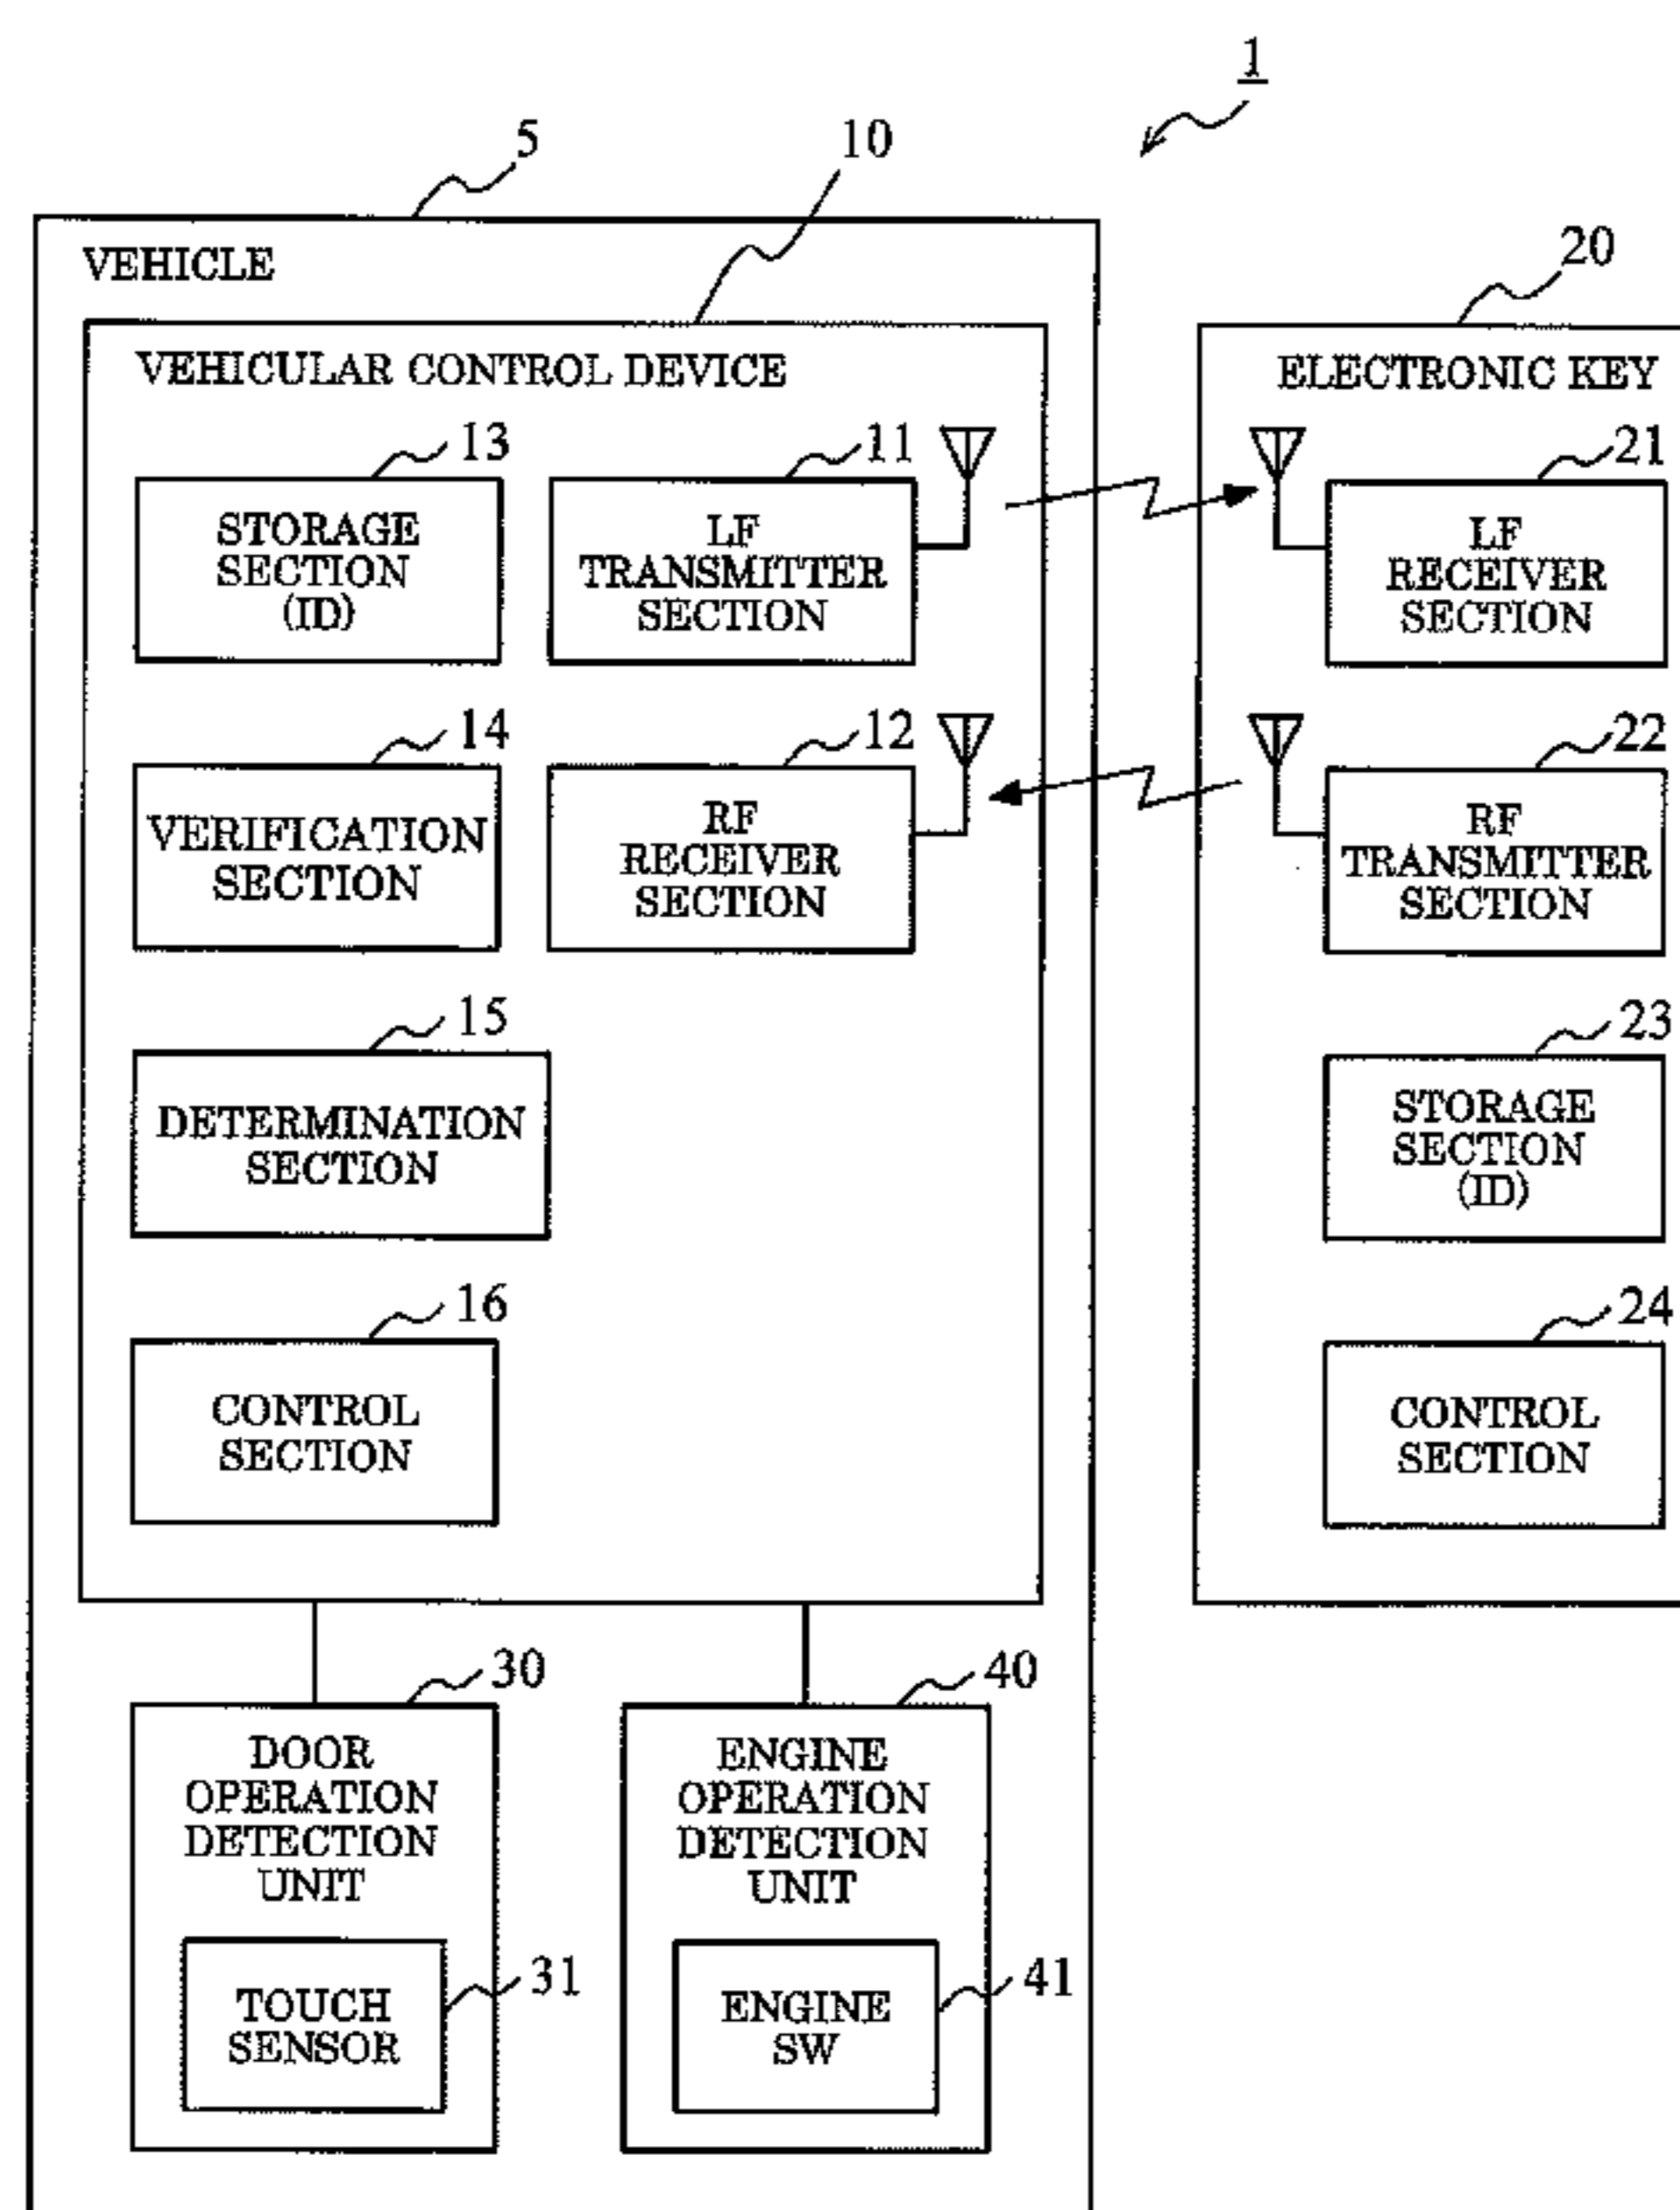 1
5
10
VEHICLE
20
VEHICULAR CONTROL DEVICE
ELECTRONIC KEY
13
STORAGE
SECTION
(ID)
11
LF
TRANSMITTER
SECTION
21
LF
RECEIVER
SECTION
14
VERIFICATION
SECTION
12
RF
RECEIVER
SECTION
22
RF
TRANSMITTER
SECTION
15
DETERMINATION
SECTION
23
STORAGE
SECTION
(ID)
16
CONTROL
SECTION
24
CONTROL
SECTION
30
DOOR
OPERATION
DETECTION
UNIT
31
TOUCH
SENSOR
40
ENGINE
OPERATION
DETECTION
UNIT
41
ENGINE
SW